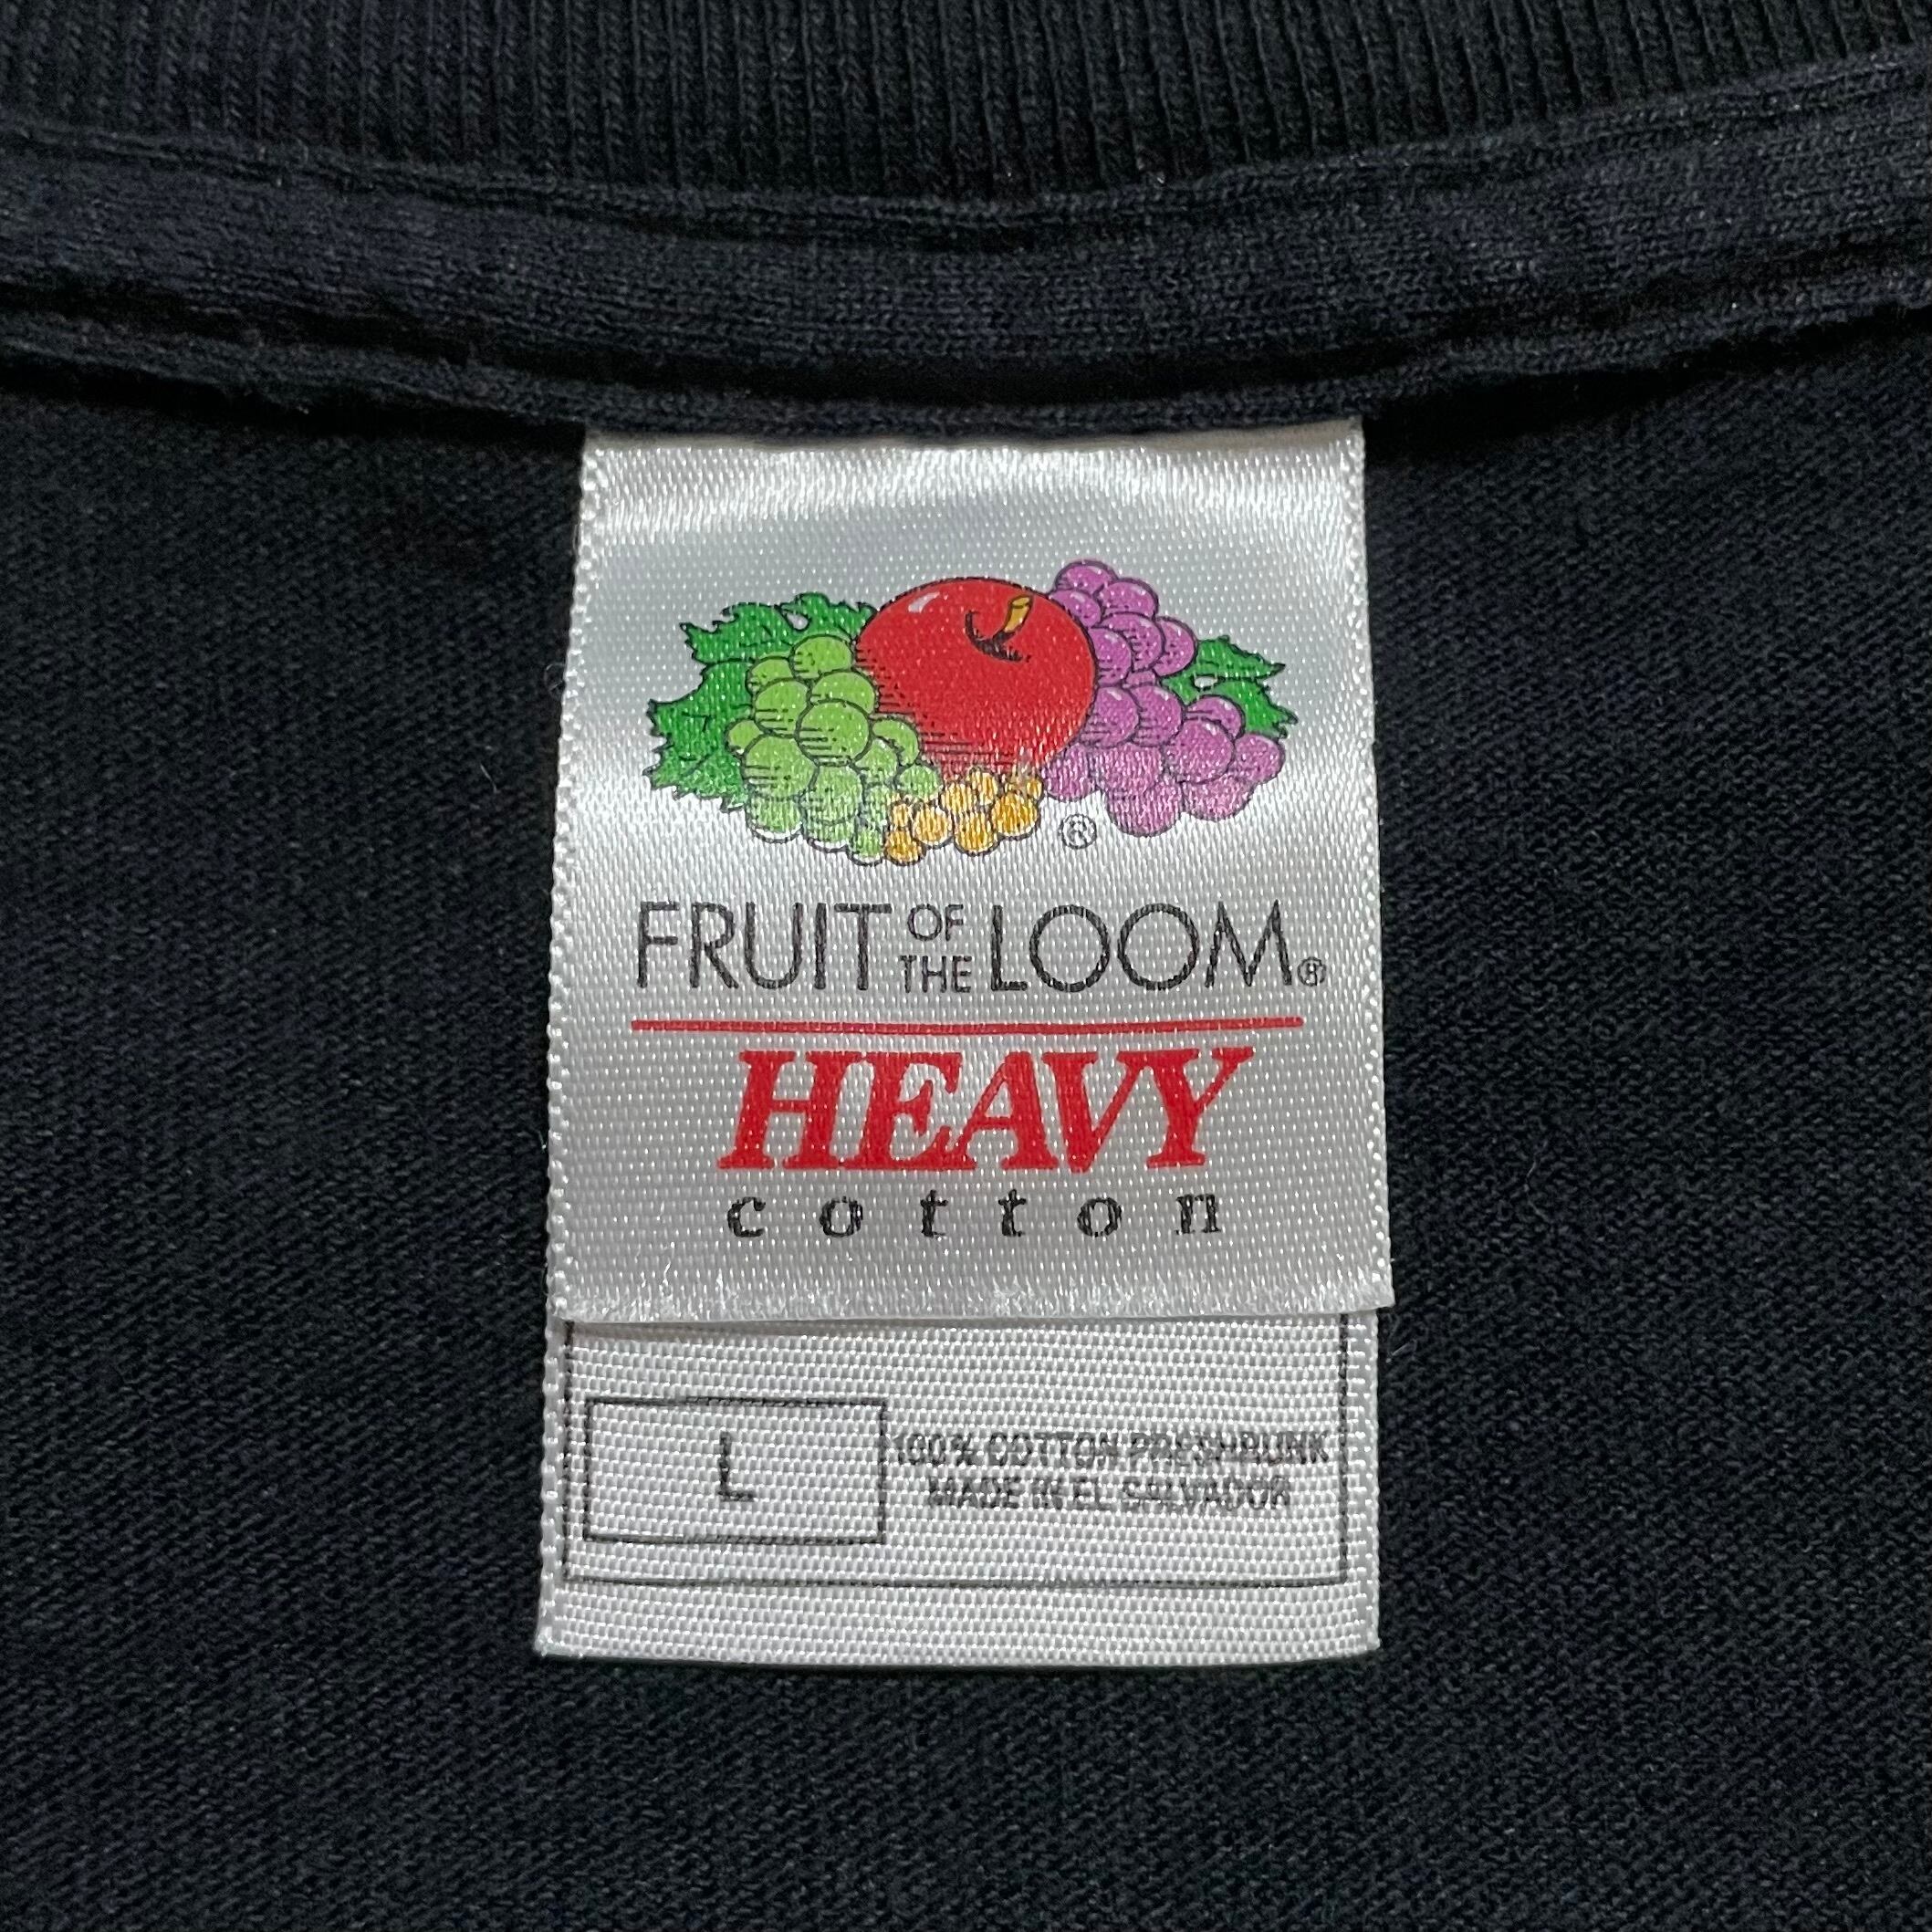 ®
FRUIT OF THE LOOM®
HEAVY
cotton
L
100% COTTON PRESHRUNK
MADE IN EL SALVADOR